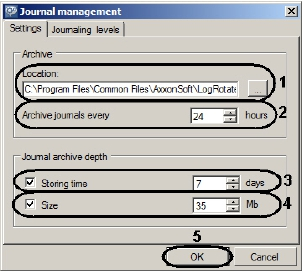 Journal management
Settings
Journaling levels
Archive
Location:
C:\Program Files\Common Files\AxxonSoft\LogRotate
...
1
Archive journals every
24
hours
2
Journal archive depth
Storing time
7
days
3
Size
35
Mb
4
5
OK
Cancel